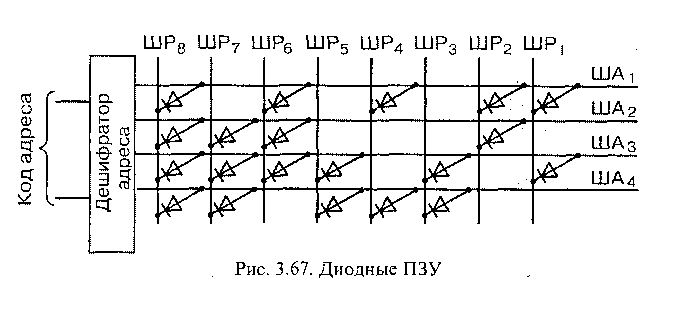 ШР₈ ШР₇ ШР₆ ШР₅ ШР₄ ШР₃ ШР₂ ШР₁
Код адреса
Дешифратор
адреса
ША₁
ША₂
ША₃
ША₄
Рис. 3.67. Диодные ПЗУ